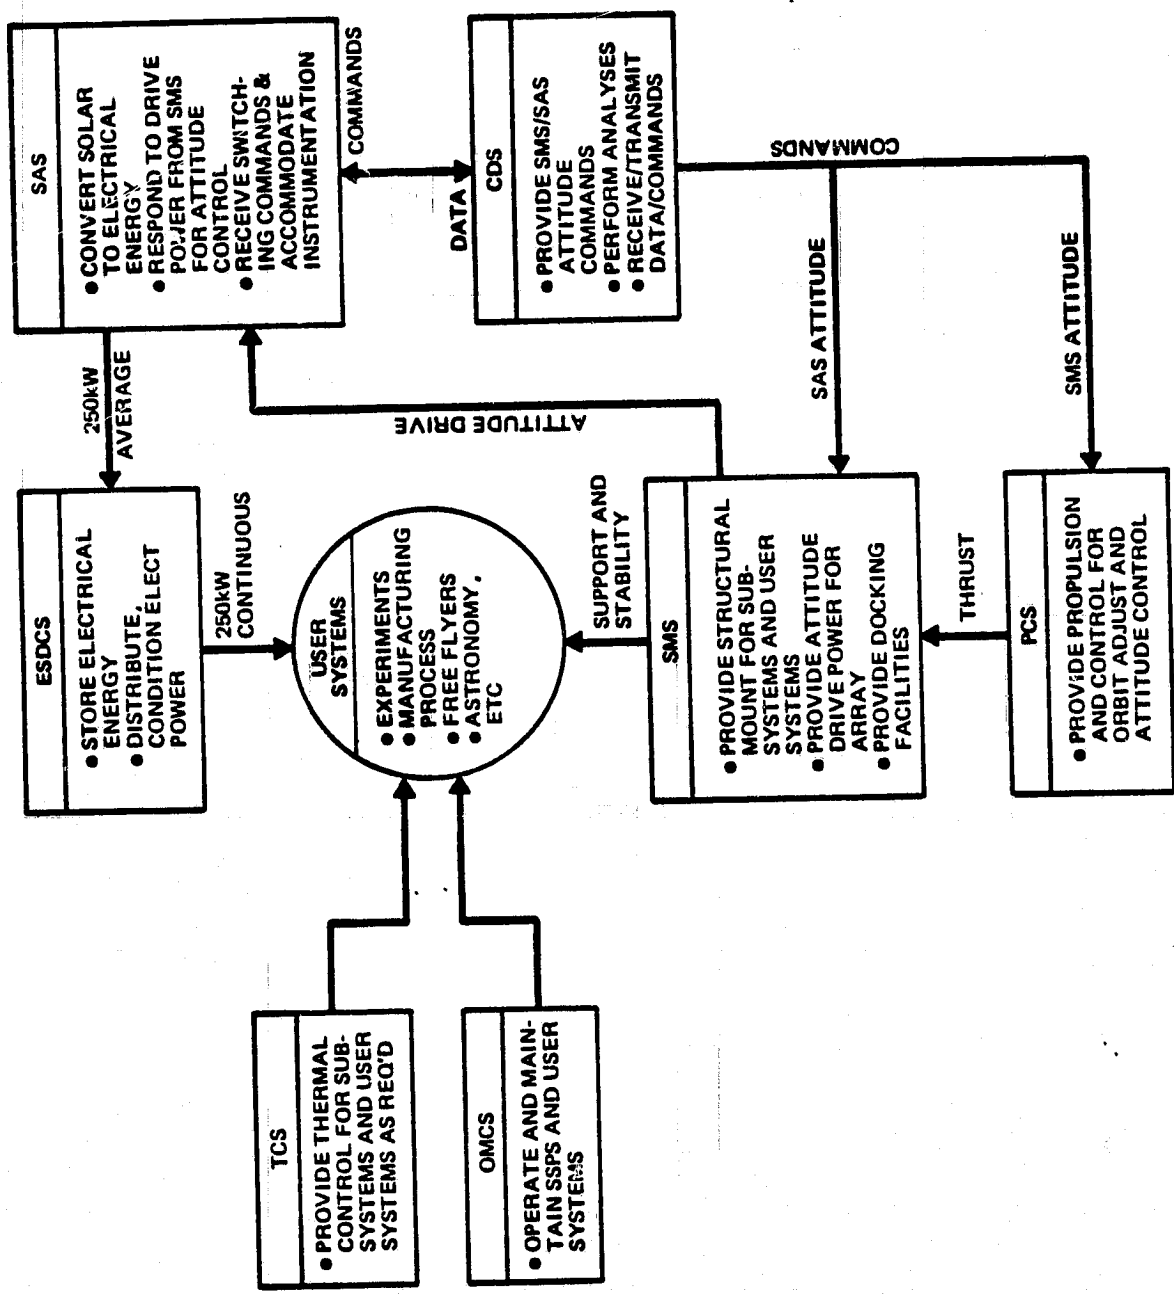 SAS
● CONVERT SOLAR
TO ELECTRICAL
ENERGY
● RESPOND TO DRIVE
POWER FROM SMS
FOR ATTITUDE
CONTROL
● RECEIVE SWITCH-
ING COMMANDS &
ACCOMMODATE
INSTRUMENTATION
250kW
AVERAGE
COMMANDS
DATA
ESDCS
● STORE ELECTRICAL
ENERGY
● DISTRIBUTE,
CONDITION ELECT
POWER
250kW
CONTINUOUS
CDS
● PROVIDE SMS/SAS
ATTITUDE
COMMANDS
● PERFORM ANALYSES
● RECEIVE/TRANSMIT
DATA/COMMANDS
COMMANDS
SAS ATTITUDE
SMS ATTITUDE
ATTITUDE DRIVE
USER
SYSTEMS
● EXPERIMENTS
● MANUFACTURING
PROCESS
● FREE FLYERS
● ASTRONOMY,
ETC
SUPPORT AND
STABILITY
SMS
● PROVIDE STRUCTURAL
MOUNT FOR SUB-
SYSTEMS AND USER
SYSTEMS
● PROVIDE ATTITUDE
DRIVE POWER FOR
ARRAY
● PROVIDE DOCKING
FACILITIES
THRUST
PCS
● PROVIDE PROPULSION
AND CONTROL FOR
ORBIT ADJUST AND
ATTITUDE CONTROL
TCS
● PROVIDE THERMAL
CONTROL FOR SUB-
SYSTEMS AND USER
SYSTEMS AS REQ'D
OMCS
● OPERATE AND MAIN-
TAIN SSPS AND USER
SYSTEMS